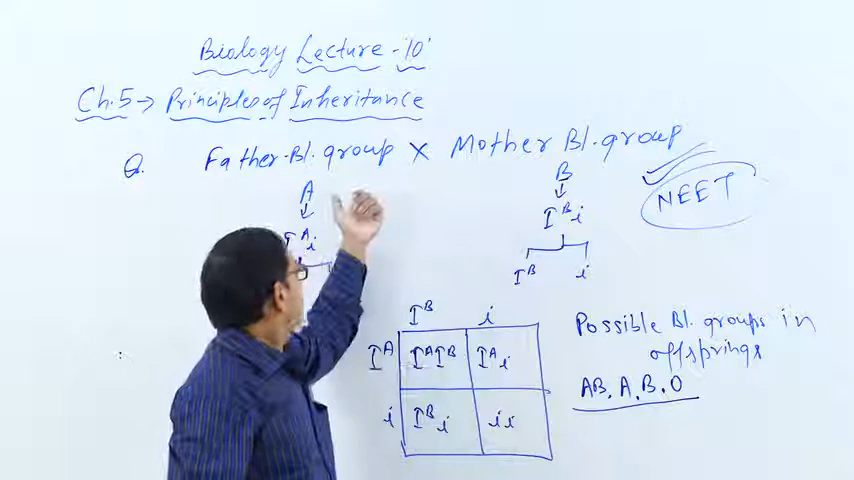 Biology Lecture-10'
Ch.5→ Principles of Inheritance
Q. Father.Bl.group X Mother Bl.group
A B
↓ ↓
I^A i I^B i
I^B i
NEET
I^B i
I^A I^A I^B I^A i
i I^B i i i
Possible Bl. groups in
offsprings
AB, A, B, O